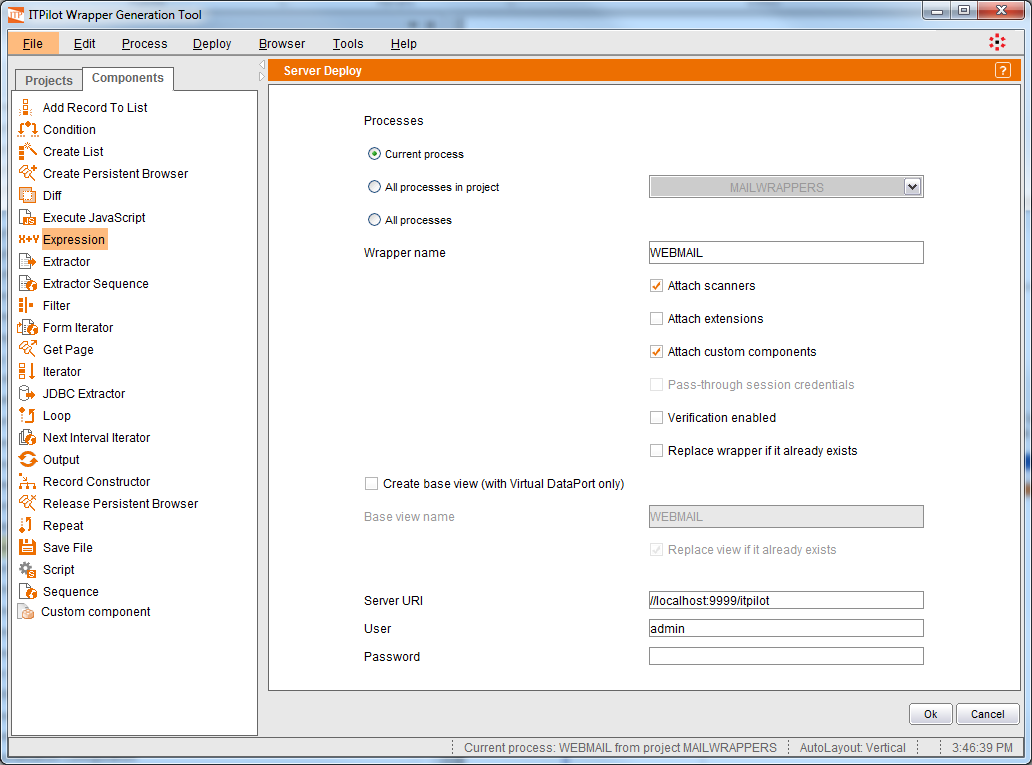 ITPilot Wrapper Generation Tool
File Edit Process Deploy Browser Tools Help
Projects Components
Add Record To List
Condition
Create List
Create Persistent Browser
Diff
Execute JavaScript
X+Y Expression
Extractor
Extractor Sequence
Filter
Form Iterator
Get Page
Iterator
JDBC Extractor
Loop
Next Interval Iterator
Output
Record Constructor
Release Persistent Browser
Repeat
Save File
Script
Sequence
Custom component
Server Deploy ?
Processes
Current process
All processes in project MAILWRAPPERS
All processes
Wrapper name WEBMAIL
Attach scanners
Attach extensions
Attach custom components
Pass-through session credentials
Verification enabled
Replace wrapper if it already exists
Create base view (with Virtual DataPort only)
Base view name WEBMAIL
Replace view if it already exists
Server URI //localhost:9999/itpilot
User admin
Password
Ok Cancel
Current process: WEBMAIL from project MAILWRAPPERS AutoLayout: Vertical 3:46:39 PM